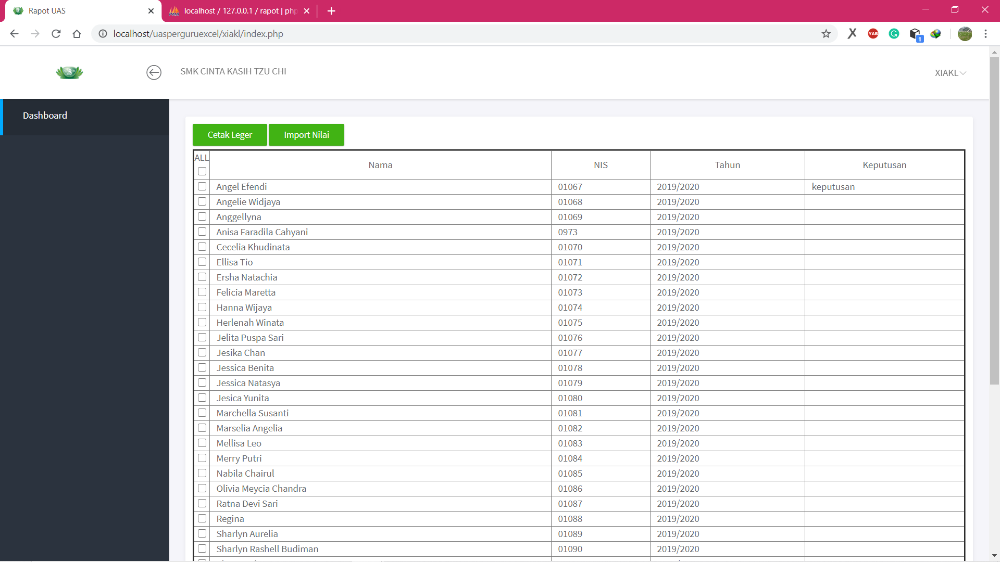 Rapot UAS
localhost / 127.0.0.1 / rapot | php
localhost/uasperguruexcel/xiakl/index.php
YAB
1
SMK CINTA KASIH TZU CHI
XIAKL
Dashboard
Cetak Leger Import Nilai
ALL Nama NIS Tahun Keputusan
Angel Efendi 01067 2019/2020 keputusan
Angelie Widjaya 01068 2019/2020
Anggellyna 01069 2019/2020
Anisa Faradila Cahyani 0973 2019/2020
Cecelia Khudinata 01070 2019/2020
Ellisa Tio 01071 2019/2020
Ersha Natachia 01072 2019/2020
Felicia Maretta 01073 2019/2020
Hanna Wijaya 01074 2019/2020
Herlenah Winata 01075 2019/2020
Jelita Puspa Sari 01076 2019/2020
Jesika Chan 01077 2019/2020
Jessica Benita 01078 2019/2020
Jessica Natasya 01079 2019/2020
Jesica Yunita 01080 2019/2020
Marchella Susanti 01081 2019/2020
Marselia Angelia 01082 2019/2020
Mellisa Leo 01083 2019/2020
Merry Putri 01084 2019/2020
Nabila Chairul 01085 2019/2020
Olivia Meycia Chandra 01086 2019/2020
Ratna Devi Sari 01087 2019/2020
Regina 01088 2019/2020
Sharlyn Aurelia 01089 2019/2020
Sharlyn Rashell Budiman 01090 2019/2020